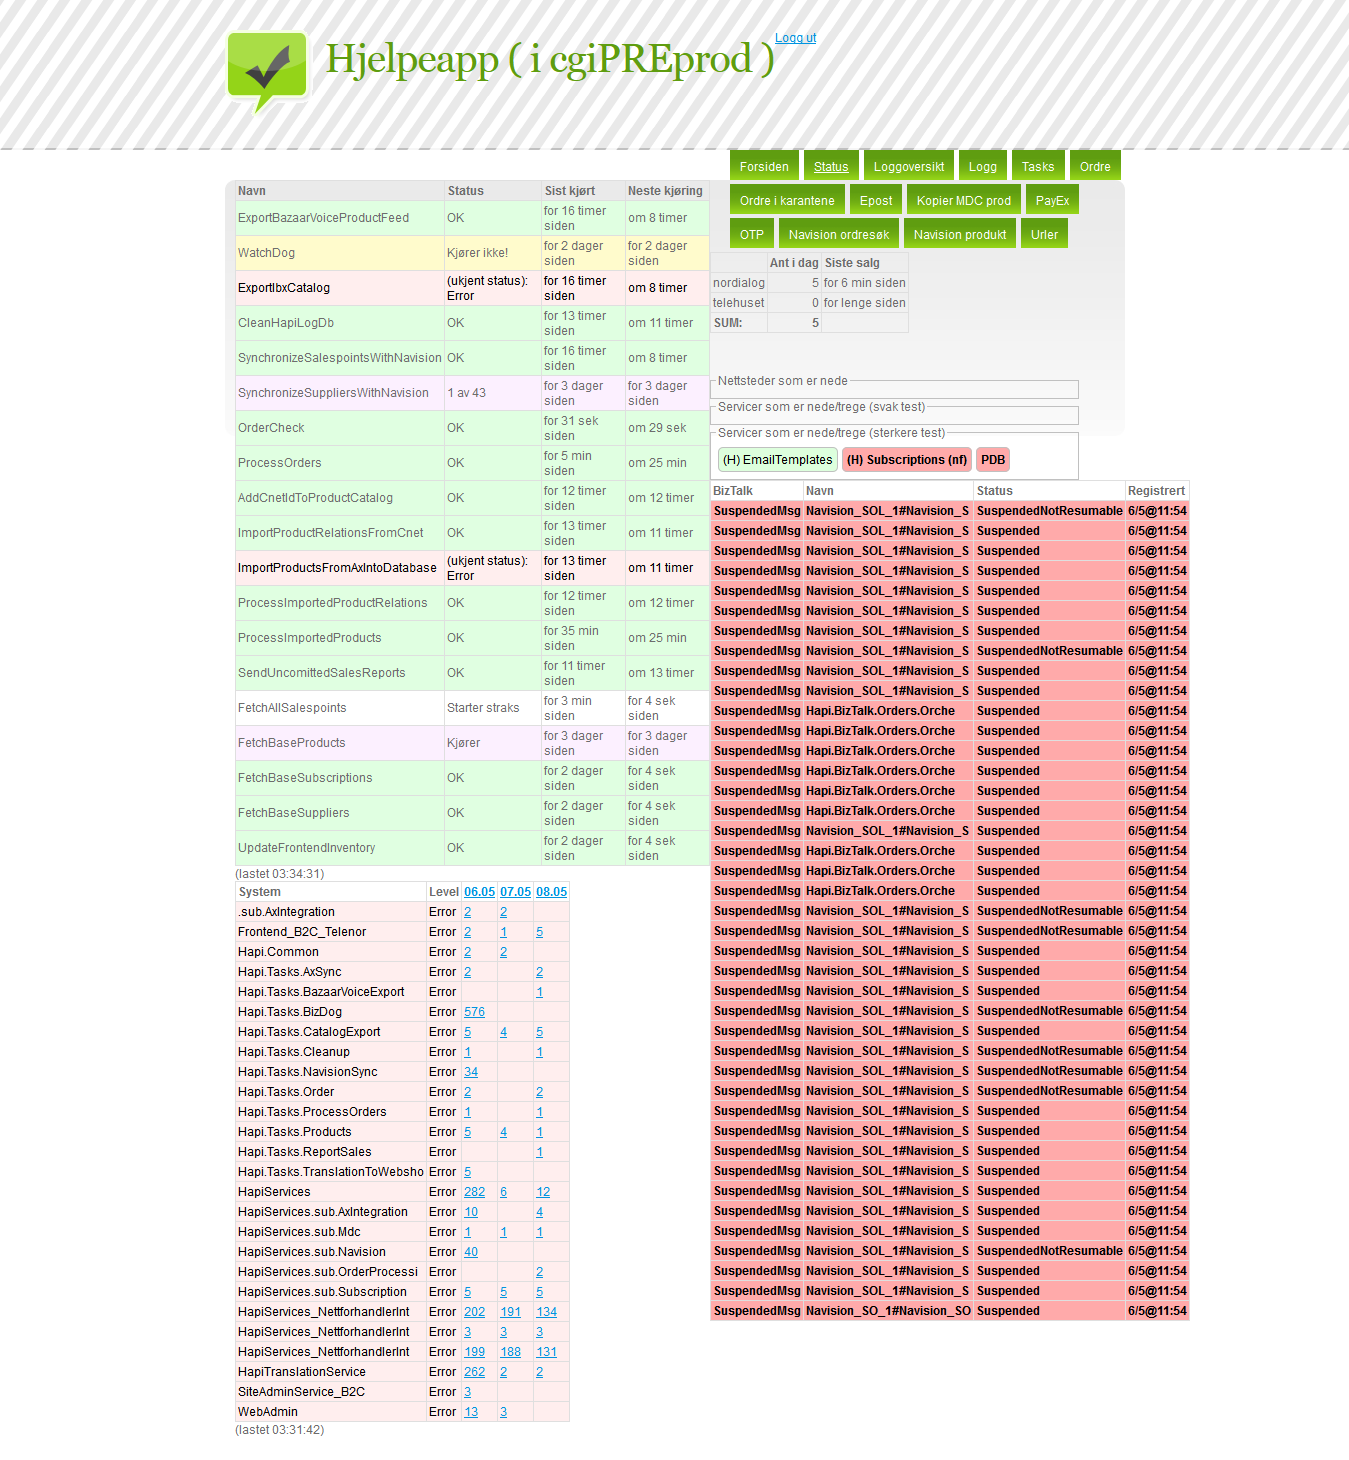 Hjelpeapp ( i cgiPREprod )
Logg ut
Forsiden Status Loggoversikt Logg Tasks Ordre
Ordre i karantene Epost Kopier MDC prod PayEx
OTP Navision ordresøk Navision produkt Urler
Navn Status Sist kjørt Neste kjøring
ExportBazaarVoiceProductFeed OK for 16 timer siden om 8 timer
WatchDog Kjører ikke! for 2 dager siden for 2 dager siden
ExportIbxCatalog (ukjent status): Error for 16 timer siden om 8 timer
CleanHapiLogDb OK for 13 timer siden om 11 timer
SynchronizeSalespointsWithNavision OK for 16 timer siden om 8 timer
SynchronizeSuppliersWithNavision 1 av 43 for 3 dager siden for 3 dager siden
OrderCheck OK for 31 sek siden om 29 sek
ProcessOrders OK for 5 min siden om 25 min
AddCnetIdToProductCatalog OK for 12 timer siden om 12 timer
ImportProductRelationsFromCnet OK for 13 timer siden om 11 timer
ImportProductsFromAxIntoDatabase (ukjent status): Error for 13 timer siden om 11 timer
ProcessImportedProductRelations OK for 12 timer siden om 12 timer
ProcessImportedProducts OK for 35 min siden om 25 min
SendUncomittedSalesReports OK for 11 timer siden om 13 timer
FetchAllSalespoints Starter straks for 3 min siden for 4 sek siden
FetchBaseProducts Kjører for 3 dager siden for 3 dager siden
FetchBaseSubscriptions OK for 2 dager siden for 4 sek siden
FetchBaseSuppliers OK for 2 dager siden for 4 sek siden
UpdateFrontendInventory OK for 2 dager siden for 4 sek siden
(lastet 03:34:31)
System Level 06.05 07.05 08.05
.sub.AxIntegration Error 2 2
Frontend_B2C_Telenor Error 2 1 5
Hapi.Common Error 2 2
Hapi.Tasks.AxSync Error 2 2
Hapi.Tasks.BazaarVoiceExport Error 1
Hapi.Tasks.BizDog Error 576
Hapi.Tasks.CatalogExport Error 5 4 5
Hapi.Tasks.Cleanup Error 1 1
Hapi.Tasks.NavisionSync Error 34
Hapi.Tasks.Order Error 2 2
Hapi.Tasks.ProcessOrders Error 1 1
Hapi.Tasks.Products Error 5 4 1
Hapi.Tasks.ReportSales Error 1
Hapi.Tasks.TranslationToWebsho Error 5
HapiServices Error 282 6 12
HapiServices.sub.AxIntegration Error 10 4
HapiServices.sub.Mdc Error 1 1 1
HapiServices.sub.Navision Error 40
HapiServices.sub.OrderProcessi Error 2
HapiServices.sub.Subscription Error 5 5 5
HapiServices_NettforhandlerInt Error 202 191 134
HapiServices_NettforhandlerInt Error 3 3 3
HapiServices_NettforhandlerInt Error 199 188 131
HapiTranslationService Error 262 2 2
SiteAdminService_B2C Error 3
WebAdmin Error 13 3
(lastet 03:31:42)
Ant i dag Siste salg
nordialog 5 for 6 min siden
telehuset 0 for lenge siden
SUM: 5
Nettsteder som er nede
Servicer som er nede/trege (svak test)
Servicer som er nede/trege (sterkere test)
(H) EmailTemplates (H) Subscriptions (nf) PDB
BizTalk Navn Status Registrert
SuspendedMsg Navision_SOL_1#Navision_S SuspendedNotResumable 6/5@11:54
SuspendedMsg Navision_SOL_1#Navision_S Suspended 6/5@11:54
SuspendedMsg Navision_SOL_1#Navision_S Suspended 6/5@11:54
SuspendedMsg Navision_SOL_1#Navision_S Suspended 6/5@11:54
SuspendedMsg Navision_SOL_1#Navision_S Suspended 6/5@11:54
SuspendedMsg Navision_SOL_1#Navision_S Suspended 6/5@11:54
SuspendedMsg Navision_SOL_1#Navision_S Suspended 6/5@11:54
SuspendedMsg Navision_SOL_1#Navision_S SuspendedNotResumable 6/5@11:54
SuspendedMsg Navision_SOL_1#Navision_S Suspended 6/5@11:54
SuspendedMsg Navision_SOL_1#Navision_S Suspended 6/5@11:54
SuspendedMsg Hapi.BizTalk.Orders.Orche Suspended 6/5@11:54
SuspendedMsg Hapi.BizTalk.Orders.Orche Suspended 6/5@11:54
SuspendedMsg Hapi.BizTalk.Orders.Orche Suspended 6/5@11:54
SuspendedMsg Hapi.BizTalk.Orders.Orche Suspended 6/5@11:54
SuspendedMsg Hapi.BizTalk.Orders.Orche Suspended 6/5@11:54
SuspendedMsg Hapi.BizTalk.Orders.Orche Suspended 6/5@11:54
SuspendedMsg Navision_SOL_1#Navision_S Suspended 6/5@11:54
SuspendedMsg Hapi.BizTalk.Orders.Orche Suspended 6/5@11:54
SuspendedMsg Hapi.BizTalk.Orders.Orche Suspended 6/5@11:54
SuspendedMsg Hapi.BizTalk.Orders.Orche Suspended 6/5@11:54
SuspendedMsg Navision_SOL_1#Navision_S SuspendedNotResumable 6/5@11:54
SuspendedMsg Navision_SOL_1#Navision_S SuspendedNotResumable 6/5@11:54
SuspendedMsg Navision_SOL_1#Navision_S Suspended 6/5@11:54
SuspendedMsg Navision_SOL_1#Navision_S Suspended 6/5@11:54
SuspendedMsg Navision_SOL_1#Navision_S Suspended 6/5@11:54
SuspendedMsg Navision_SOL_1#Navision_S SuspendedNotResumable 6/5@11:54
SuspendedMsg Navision_SOL_1#Navision_S Suspended 6/5@11:54
SuspendedMsg Navision_SOL_1#Navision_S SuspendedNotResumable 6/5@11:54
SuspendedMsg Navision_SOL_1#Navision_S SuspendedNotResumable 6/5@11:54
SuspendedMsg Navision_SOL_1#Navision_S SuspendedNotResumable 6/5@11:54
SuspendedMsg Navision_SOL_1#Navision_S Suspended 6/5@11:54
SuspendedMsg Navision_SOL_1#Navision_S Suspended 6/5@11:54
SuspendedMsg Navision_SOL_1#Navision_S Suspended 6/5@11:54
SuspendedMsg Navision_SOL_1#Navision_S Suspended 6/5@11:54
SuspendedMsg Navision_SOL_1#Navision_S Suspended 6/5@11:54
SuspendedMsg Navision_SOL_1#Navision_S Suspended 6/5@11:54
SuspendedMsg Navision_SOL_1#Navision_S Suspended 6/5@11:54
SuspendedMsg Navision_SOL_1#Navision_S SuspendedNotResumable 6/5@11:54
SuspendedMsg Navision_SOL_1#Navision_S Suspended 6/5@11:54
SuspendedMsg Navision_SOL_1#Navision_S Suspended 6/5@11:54
SuspendedMsg Navision_SO_1#Navision_SO Suspended 6/5@11:54